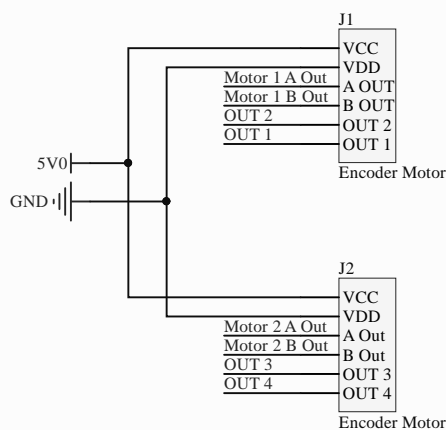 J1
VCC
VDD
Motor 1 A Out A OUT
Motor 1 B Out B OUT
OUT 2 OUT 2
OUT 1 OUT 1
5V0
Encoder Motor
GND
J2
VCC
VDD
Motor 2 A Out A Out
Motor 2 B Out B Out
OUT 3 OUT 3
OUT 4 OUT 4
Encoder Motor